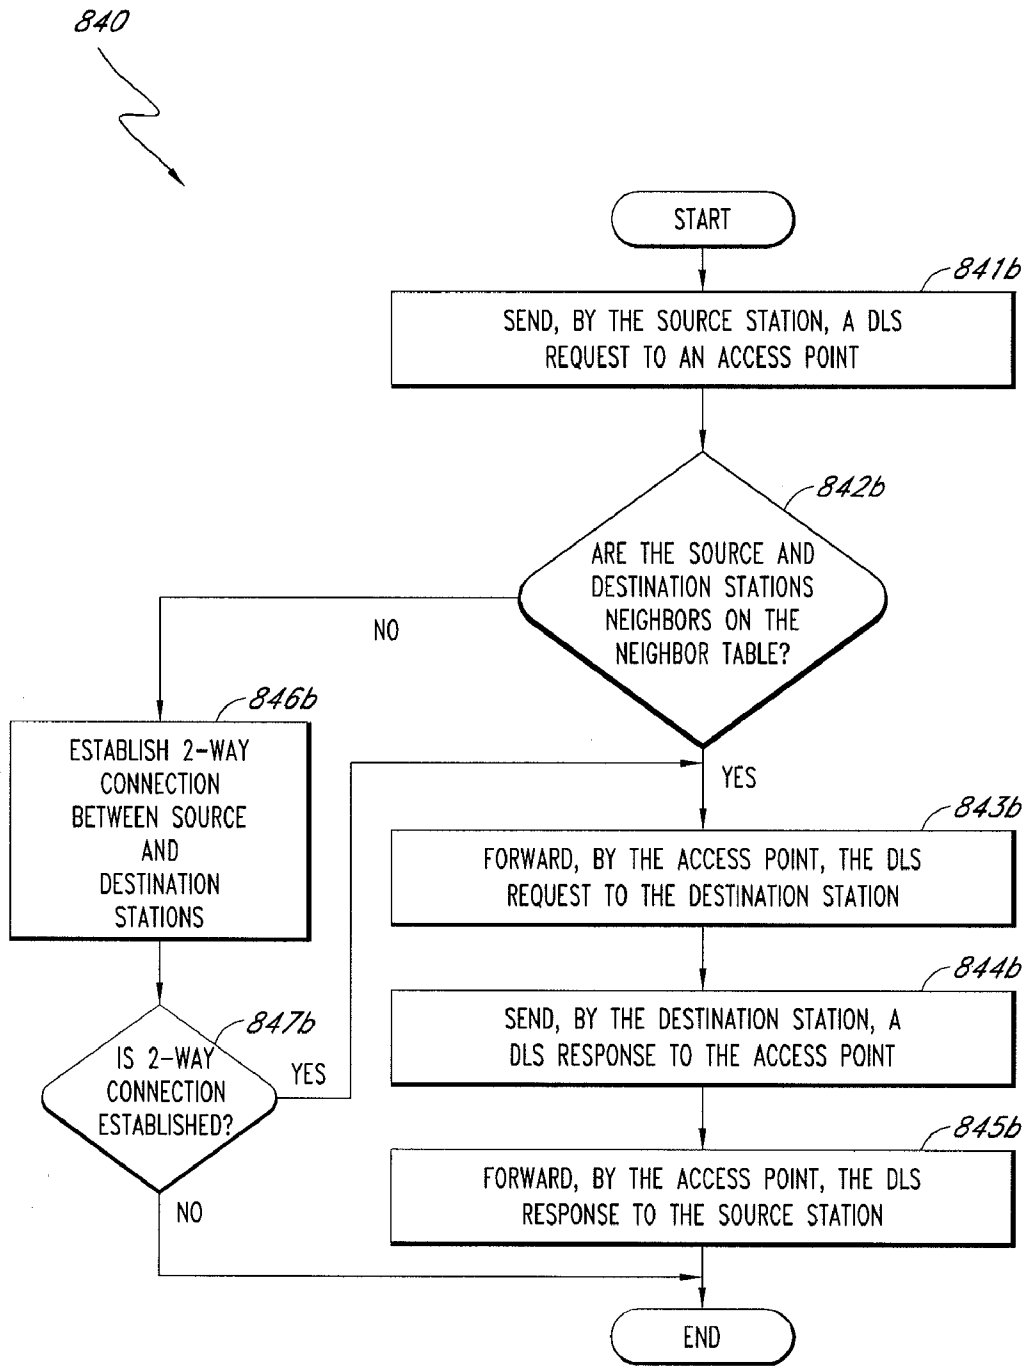 840
START
841b
SEND, BY THE SOURCE STATION, A DLS
REQUEST TO AN ACCESS POINT
842b
ARE THE SOURCE AND
DESTINATION STATIONS
NEIGHBORS ON THE
NEIGHBOR TABLE?
NO
YES
846b
ESTABLISH 2-WAY
CONNECTION
BETWEEN SOURCE
AND
DESTINATION
STATIONS
843b
FORWARD, BY THE ACCESS POINT, THE DLS
REQUEST TO THE DESTINATION STATION
844b
SEND, BY THE DESTINATION STATION, A
DLS RESPONSE TO THE ACCESS POINT
847b
IS 2-WAY
CONNECTION
ESTABLISHED?
YES
NO
845b
FORWARD, BY THE ACCESS POINT, THE DLS
RESPONSE TO THE SOURCE STATION
END